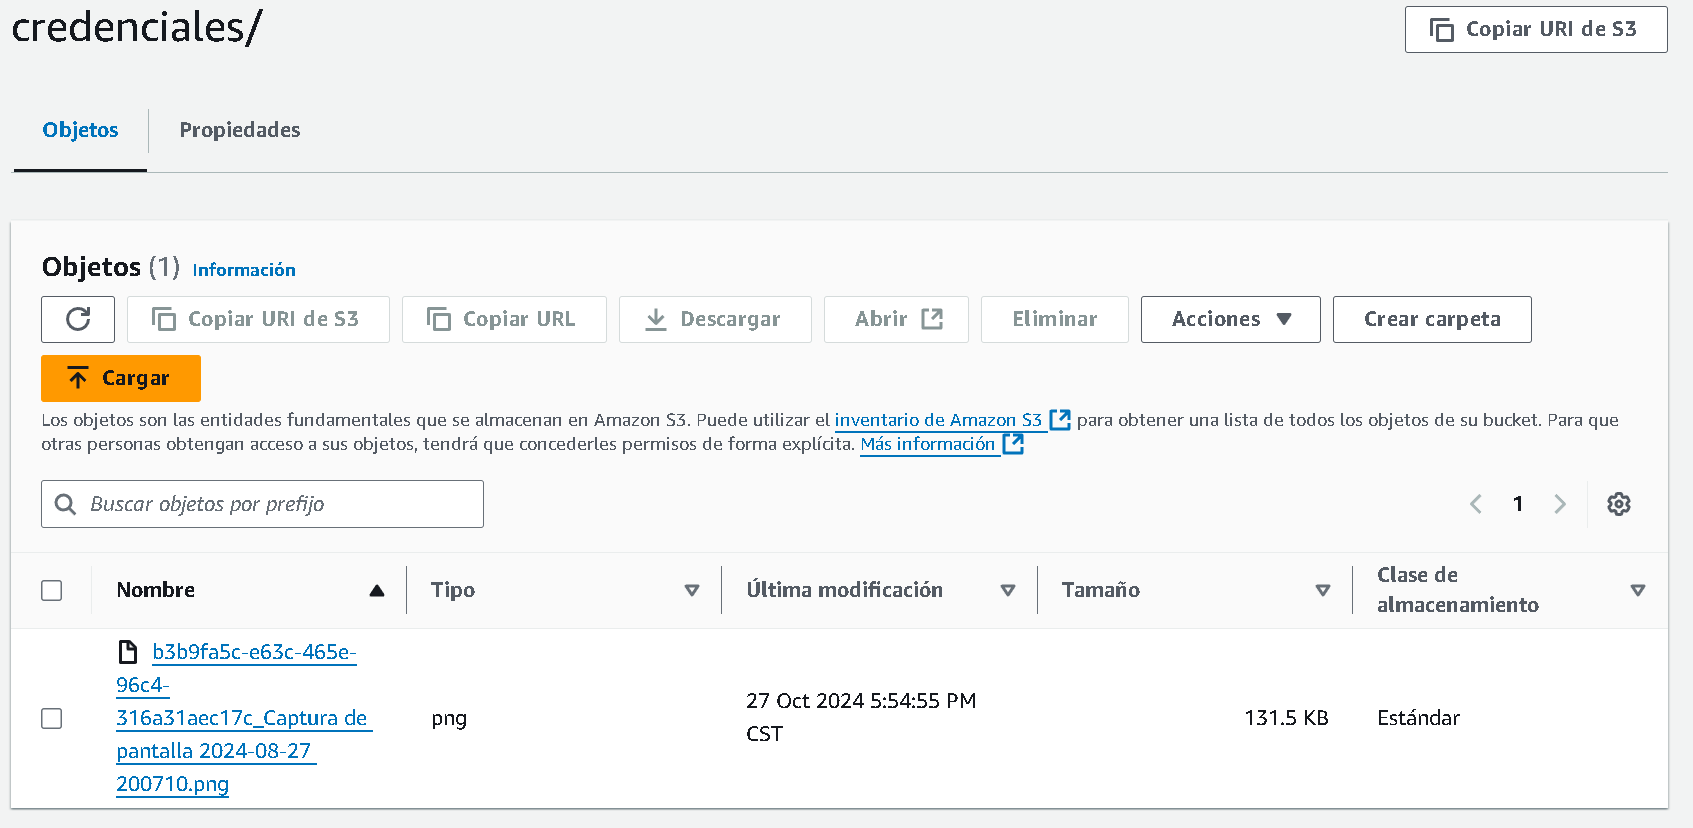 credenciales/
Copiar URI de S3
Objetos
Propiedades
Objetos (1) Información
Copiar URI de S3
Copiar URL
Descargar
Abrir
Eliminar
Acciones
Crear carpeta
Cargar
Los objetos son las entidades fundamentales que se almacenan en Amazon S3. Puede utilizar el inventario de Amazon S3 para obtener una lista de todos los objetos de su bucket. Para que
otras personas obtengan acceso a sus objetos, tendrá que concederles permisos de forma explícita. Más información
Buscar objetos por prefijo
1
Nombre
Tipo
Última modificación
Tamaño
Clase de
almacenamiento
b3b9fa5c-e63c-465e-
96c4-
316a31aec17c_Captura de
pantalla 2024-08-27
200710.png
png
27 Oct 2024 5:54:55 PM
CST
131.5 KB
Estándar